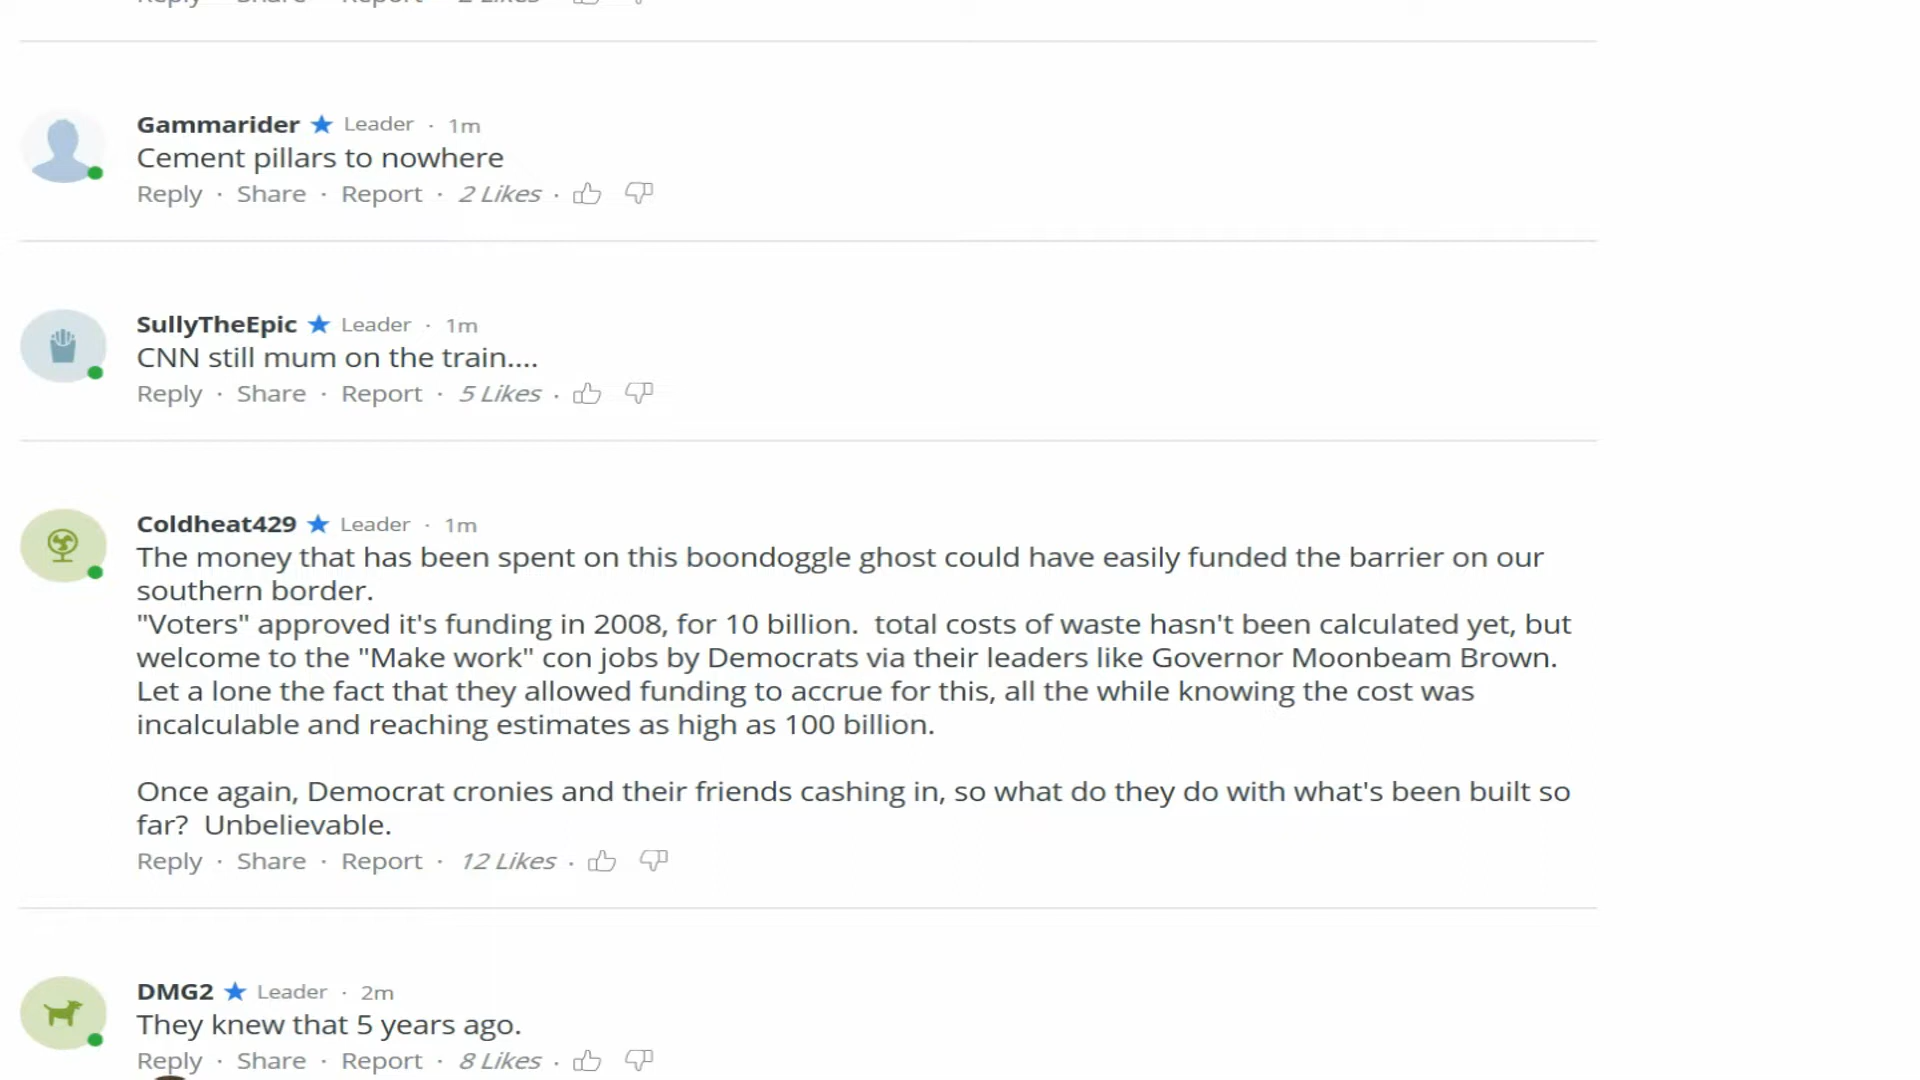 Reply · Share · Report · 2 Likes ·
Gammarider ★ Leader · 1m
Cement pillars to nowhere
Reply · Share · Report · 2 Likes ·
SullyTheEpic ★ Leader · 1m
CNN still mum on the train....
Reply · Share · Report · 5 Likes ·
Coldheat429 ★ Leader · 1m
The money that has been spent on this boondoggle ghost could have easily funded the barrier on our
southern border.
"Voters" approved it's funding in 2008, for 10 billion.  total costs of waste hasn't been calculated yet, but
welcome to the "Make work" con jobs by Democrats via their leaders like Governor Moonbeam Brown.
Let a lone the fact that they allowed funding to accrue for this, all the while knowing the cost was
incalculable and reaching estimates as high as 100 billion.
Once again, Democrat cronies and their friends cashing in, so what do they do with what's been built so
far?  Unbelievable.
Reply · Share · Report · 12 Likes ·
DMG2 ★ Leader · 2m
They knew that 5 years ago.
Reply · Share · Report · 8 Likes ·